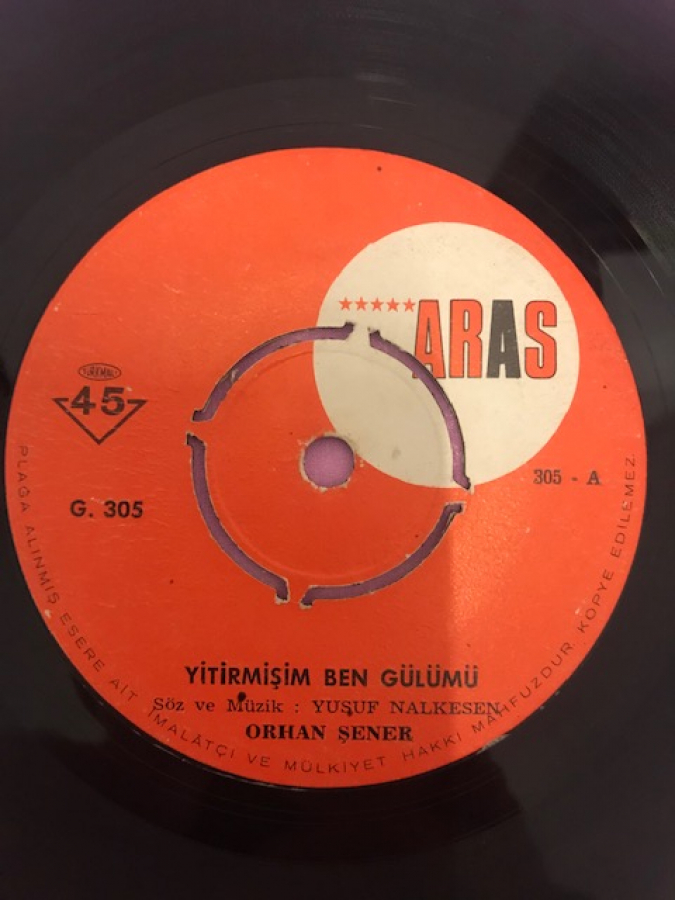 ★★★★★ARAS
45
305 - A
G. 305
YİTİRMİŞİM BEN GÜLÜMÜ
Söz ve Müzik : YUSUF NALKESEN
ORHAN ŞENER
PLAĞA ALINMIŞ ESERE AİT İMALÂTÇI VE MÜLKİYET HAKKI MAHFUZDUR. KOPYE EDİLEMEZ.